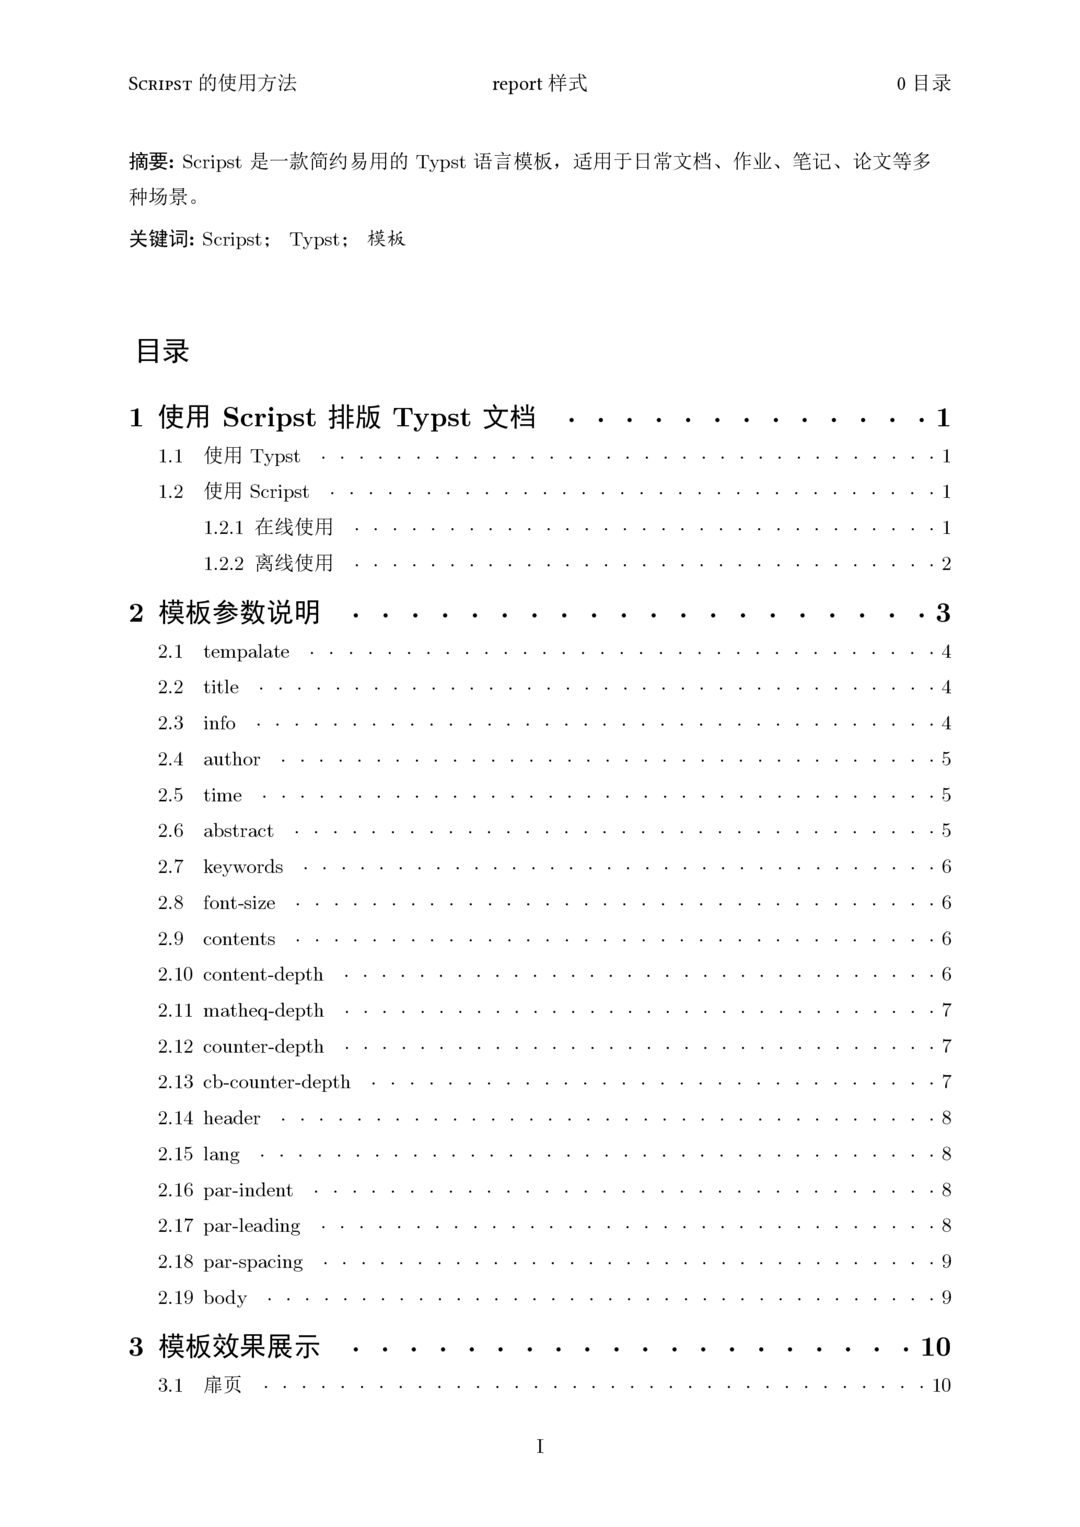 Scripst 的使用方法 report 样式 0 目录
摘要: Scripst 是一款简约易用的 Typst 语言模板，适用于日常文档、作业、笔记、论文等多
种场景。
关键词: Scripst； Typst； 模板
目录
1 使用 Scripst 排版 Typst 文档 . . . . . . . . . . . . . 1
1.1 使用 Typst . . . . . . . . . . . . . . . . . . . . . . . . . . . . . . . . . 1
1.2 使用 Scripst . . . . . . . . . . . . . . . . . . . . . . . . . . . . . . . . 1
1.2.1 在线使用 . . . . . . . . . . . . . . . . . . . . . . . . . . . . . . . 1
1.2.2 离线使用 . . . . . . . . . . . . . . . . . . . . . . . . . . . . . . . 2
2 模板参数说明 . . . . . . . . . . . . . . . . . . . . 3
2.1 tempalate . . . . . . . . . . . . . . . . . . . . . . . . . . . . . . . . . 4
2.2 title . . . . . . . . . . . . . . . . . . . . . . . . . . . . . . . . . . . . 4
2.3 info . . . . . . . . . . . . . . . . . . . . . . . . . . . . . . . . . . . . 4
2.4 author . . . . . . . . . . . . . . . . . . . . . . . . . . . . . . . . . . . 5
2.5 time . . . . . . . . . . . . . . . . . . . . . . . . . . . . . . . . . . . . 5
2.6 abstract . . . . . . . . . . . . . . . . . . . . . . . . . . . . . . . . . . 5
2.7 keywords . . . . . . . . . . . . . . . . . . . . . . . . . . . . . . . . . . 6
2.8 font-size . . . . . . . . . . . . . . . . . . . . . . . . . . . . . . . . . . 6
2.9 contents . . . . . . . . . . . . . . . . . . . . . . . . . . . . . . . . . . 6
2.10 content-depth . . . . . . . . . . . . . . . . . . . . . . . . . . . . . . . . 6
2.11 matheq-depth . . . . . . . . . . . . . . . . . . . . . . . . . . . . . . . . 7
2.12 counter-depth . . . . . . . . . . . . . . . . . . . . . . . . . . . . . . . . 7
2.13 cb-counter-depth . . . . . . . . . . . . . . . . . . . . . . . . . . . . . . 7
2.14 header . . . . . . . . . . . . . . . . . . . . . . . . . . . . . . . . . . . 8
2.15 lang . . . . . . . . . . . . . . . . . . . . . . . . . . . . . . . . . . . . 8
2.16 par-indent . . . . . . . . . . . . . . . . . . . . . . . . . . . . . . . . . 8
2.17 par-leading . . . . . . . . . . . . . . . . . . . . . . . . . . . . . . . . . 8
2.18 par-spacing . . . . . . . . . . . . . . . . . . . . . . . . . . . . . . . . . 9
2.19 body . . . . . . . . . . . . . . . . . . . . . . . . . . . . . . . . . . . . 9
3 模板效果展示 . . . . . . . . . . . . . . . . . . . . 10
3.1 扉页 . . . . . . . . . . . . . . . . . . . . . . . . . . . . . . . . . . . . 10
I